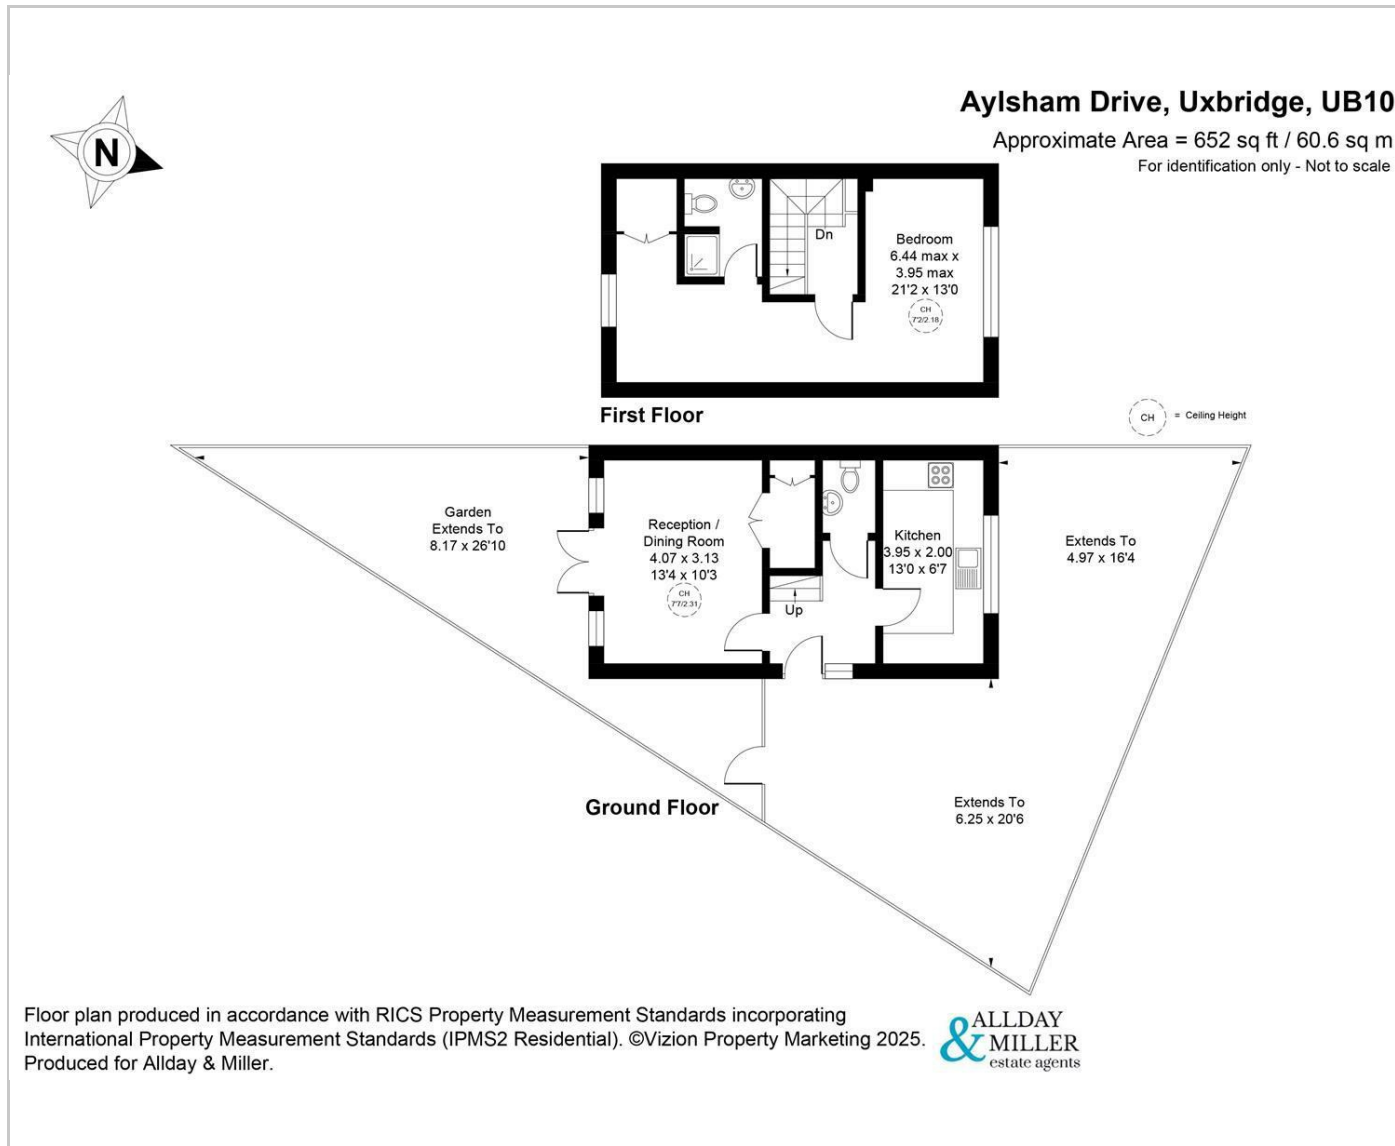 Aylsham Drive, Uxbridge, UB10
Approximate Area = 652 sq ft / 60.6 sq m
For identification only - Not to scale
N
Dn
Bedroom
6.44 max x
3.95 max
21'2 x 13'0
CH
7'2/2.18
First Floor
CH
= Ceiling Height
Garden
Extends To
8.17 x 26'10
Reception /
Dining Room
4.07 x 3.13
13'4 x 10'3
CH
7'7/2.31
Up
Kitchen
3.95 x 2.00
13'0 x 6'7
Extends To
4.97 x 16'4
Extends To
6.25 x 20'6
Ground Floor
Floor plan produced in accordance with RICS Property Measurement Standards incorporating
International Property Measurement Standards (IPMS2 Residential). ©Vizion Property Marketing 2025.
Produced for Allday & Miller.
ALLDAY
& MILLER
estate agents